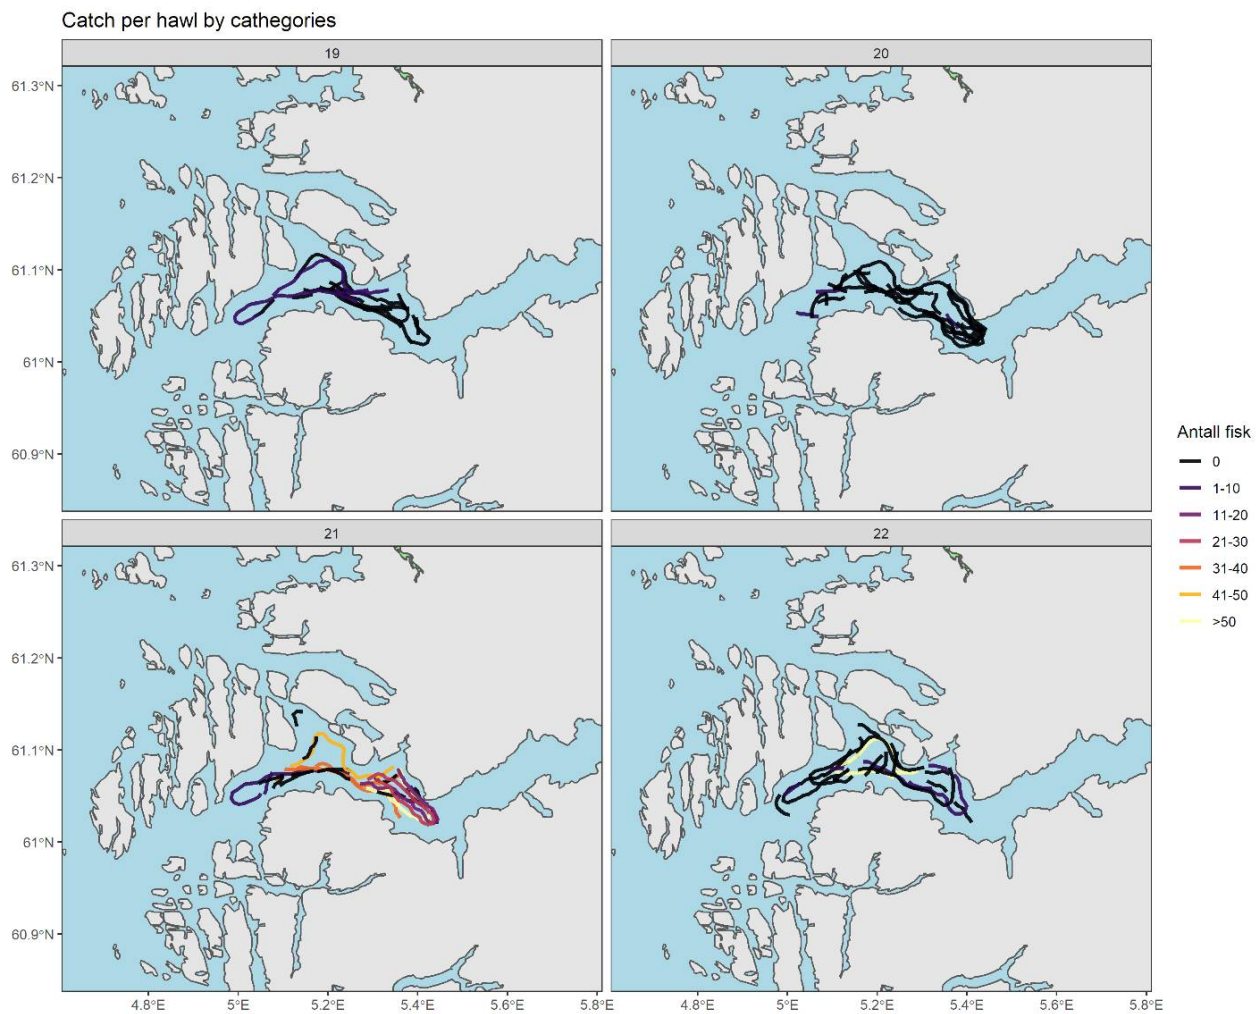 Catch per hawl by cathegories
19
20
61.3°N
61.2°N
61.1°N
61°N
60.9°N
21
22
61.3°N
61.2°N
61.1°N
61°N
60.9°N
4.8°E 5°E 5.2°E 5.4°E 5.6°E 5.8°E
4.8°E 5°E 5.2°E 5.4°E 5.6°E 5.8°E
Antall fisk
0
1-10
11-20
21-30
31-40
41-50
>50